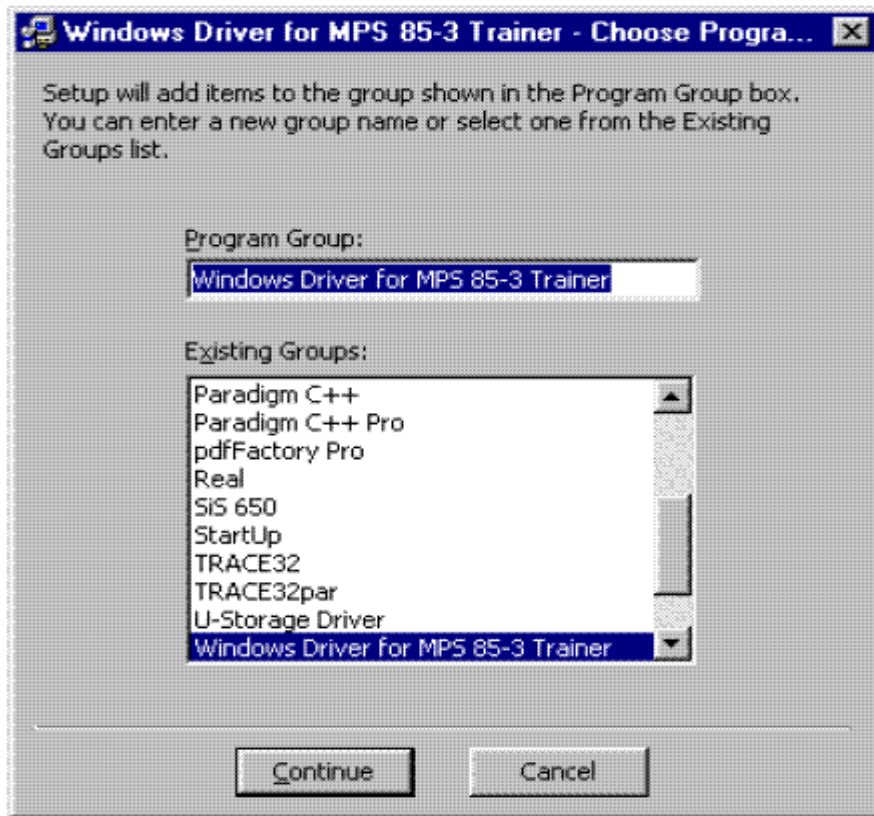 Windows Driver for MPS 85-3 Trainer - Choose Progra...
Setup will add items to the group shown in the Program Group box.
You can enter a new group name or select one from the Existing
Groups list.
Program Group:
Windows Driver for MPS 85-3 Trainer
Existing Groups:
Paradigm C++
Paradigm C++ Pro
pdfFactory Pro
Real
SiS 650
StartUp
TRACE32
TRACE32par
U-Storage Driver
Windows Driver for MPS 85-3 Trainer
Continue
Cancel